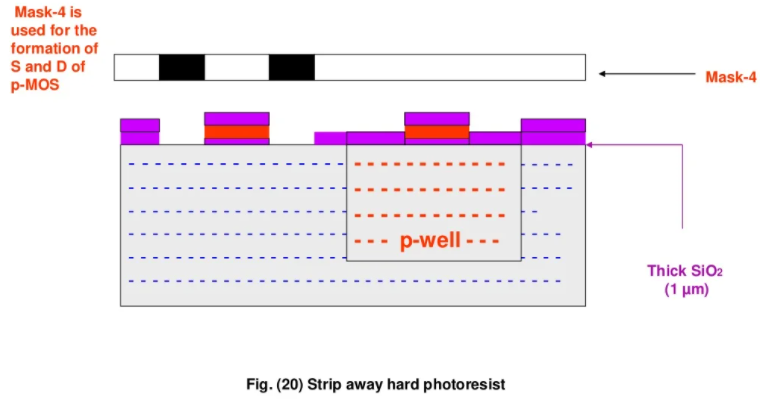 Mask-4 is
used for the
formation of
S and D of
p-MOS
Mask-4
- - - p-well - - -
Thick SiO2
(1 µm)
Fig. (20) Strip away hard photoresist